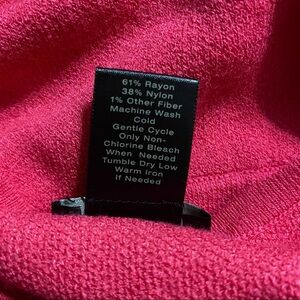 61% Rayon
38% Nylon
1% Other Fiber
Machine Wash
Cold
Gentle Cycle
Only Non-
Chlorine Bleach
When Needed
Tumble Dry Low
Warm Iron
if Needed